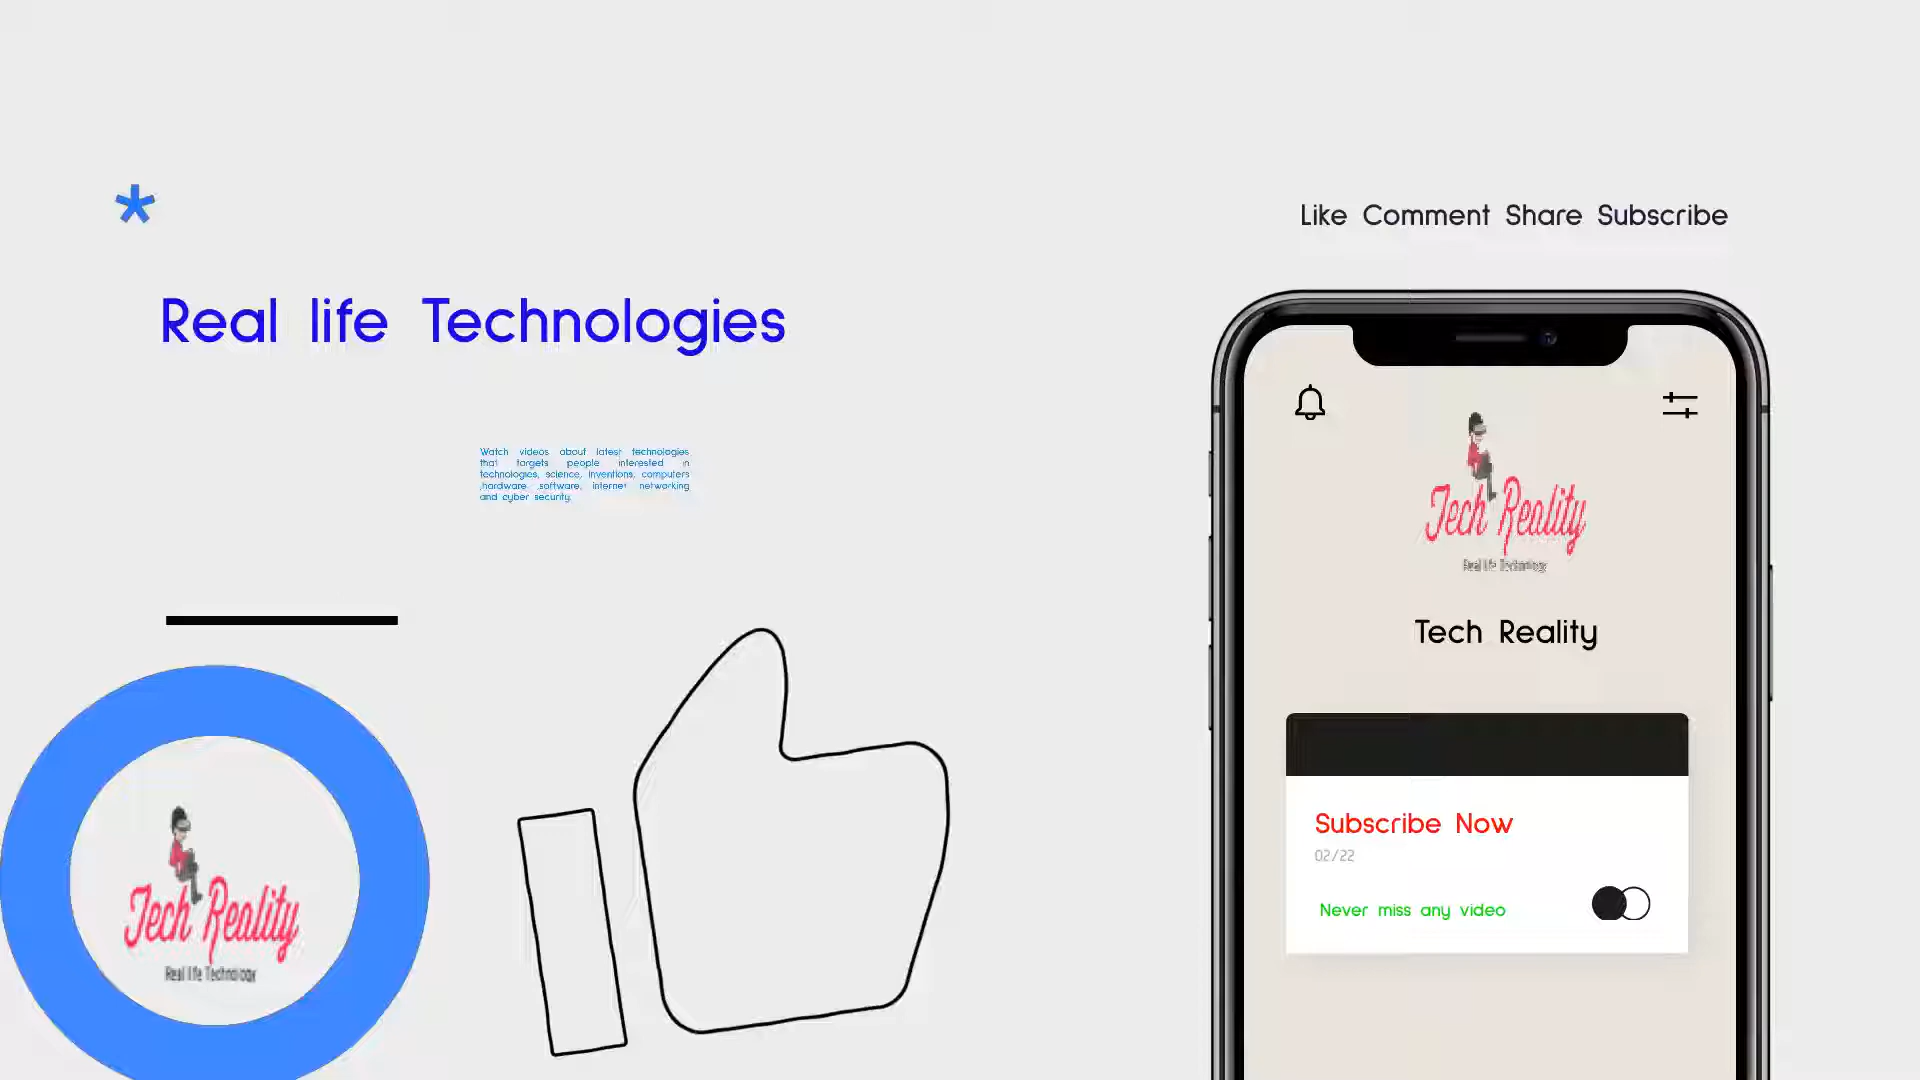 *
Like Comment Share Subscribe
Real life Technologies
Watch videos about latest technologies
that targets people interested in
technologies, science, inventions, computers
,hardware ,software, internet networking
and cyber security.
Tech Reality
Real life Technology
Tech Reality
Subscribe Now
02/22
Never miss any video
Tech Reality
Real life Technology